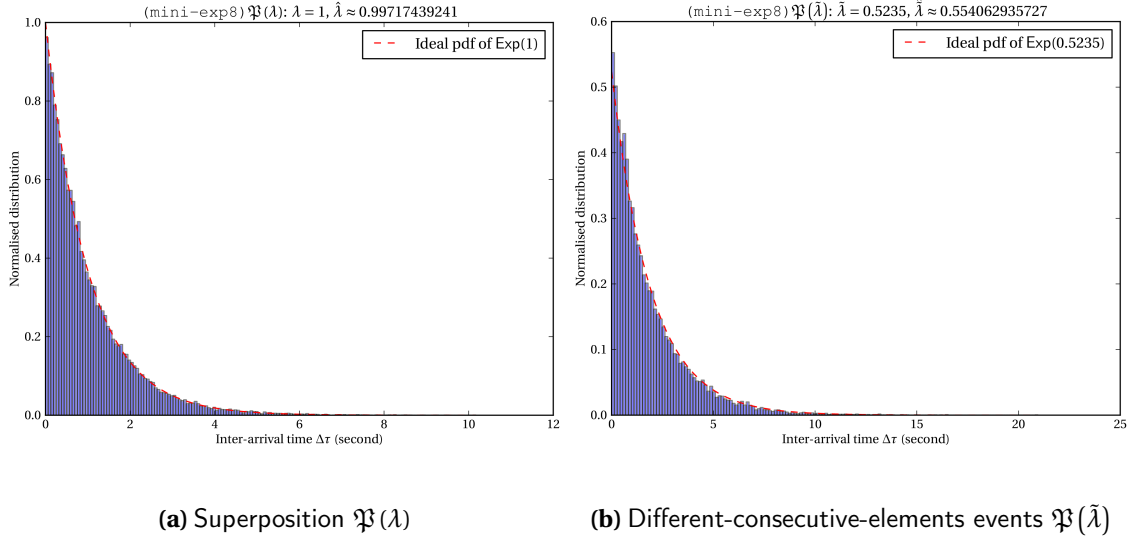 (mini-exp8) 𝔓(λ): λ = 1, λ̂ ≈ 0.99717439241
Ideal pdf of Exp(1)
Normalised distribution
1.0
0.8
0.6
0.4
0.2
0.0
0 2 4 6 8 10 12
Inter-arrival time Δτ (second)
(a) Superposition 𝔓(λ)
(mini-exp8) 𝔓(λ̃): λ̃ = 0.5235, λ̃̂ ≈ 0.554062935727
Ideal pdf of Exp(0.5235)
Normalised distribution
0.6
0.5
0.4
0.3
0.2
0.1
0.0
0 5 10 15 20 25
Inter-arrival time Δτ (second)
(b) Different-consecutive-elements events 𝔓(λ̃)